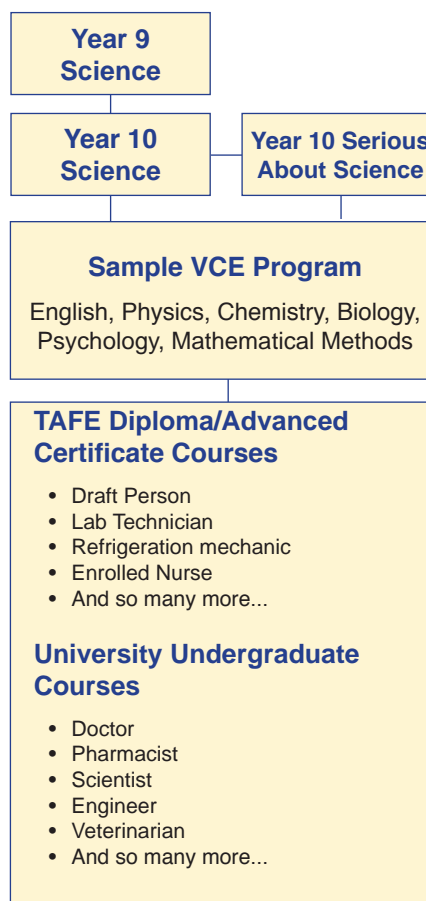 Year 9
Science
Year 10
Science
Year 10 Serious
About Science
Sample VCE Program
English, Physics, Chemistry, Biology,
Psychology, Mathematical Methods
TAFE Diploma/Advanced
Certificate Courses
• Draft Person
• Lab Technician
• Refrigeration mechanic
• Enrolled Nurse
• And so many more...
University Undergraduate
Courses
• Doctor
• Pharmacist
• Scientist
• Engineer
• Veterinarian
• And so many more...